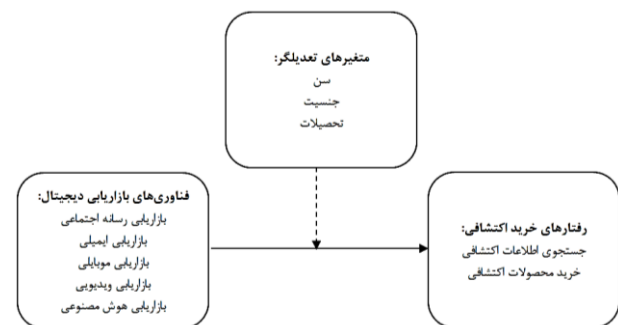 متغیرهای تعدیلگر:
سن
جنسیت
تحصیلات
فناوری‌های بازاریابی دیجیتال:
بازاریابی رسانه اجتماعی
بازاریابی ایمیلی
بازاریابی موبایلی
بازاریابی ویدیویی
بازاریابی هوش مصنوعی
رفتارهای خرید اکتشافی:
جستجوی اطلاعات اکتشافی
خرید محصولات اکتشافی